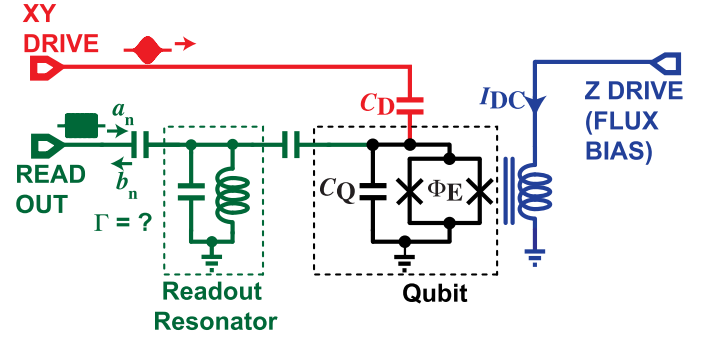 XY
DRIVE
C_D
I_DC
Z DRIVE
(FLUX
BIAS)
a_n
READ
OUT
b_n
Γ = ?
C_Q
Φ_E
Readout
Resonator
Qubit